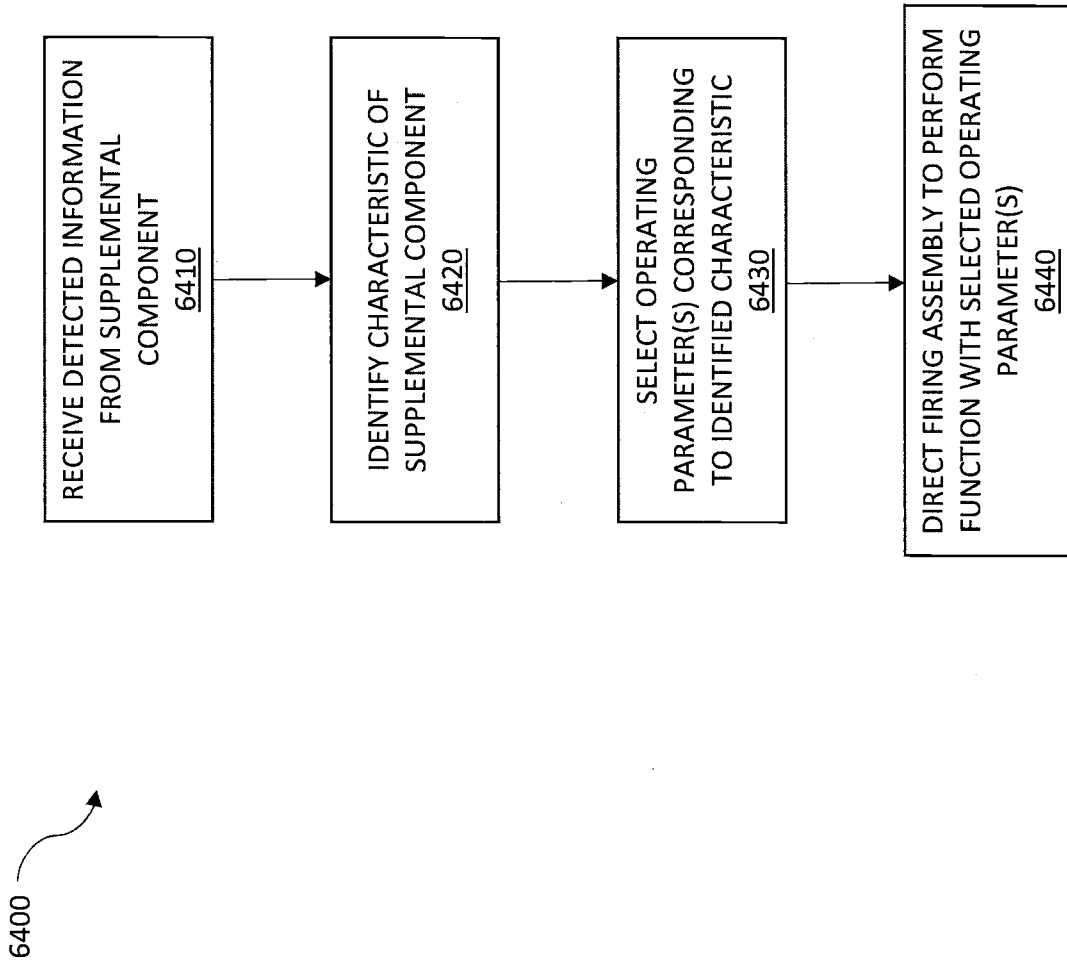 6400
RECEIVE DETECTED INFORMATION
FROM SUPPLEMENTAL
COMPONENT
6410
IDENTIFY CHARACTERISTIC OF
SUPPLEMENTAL COMPONENT
6420
SELECT OPERATING
PARAMETER(S) CORRESPONDING
TO IDENTIFIED CHARACTERISTIC
6430
DIRECT FIRING ASSEMBLY TO PERFORM
FUNCTION WITH SELECTED OPERATING
PARAMETER(S)
6440